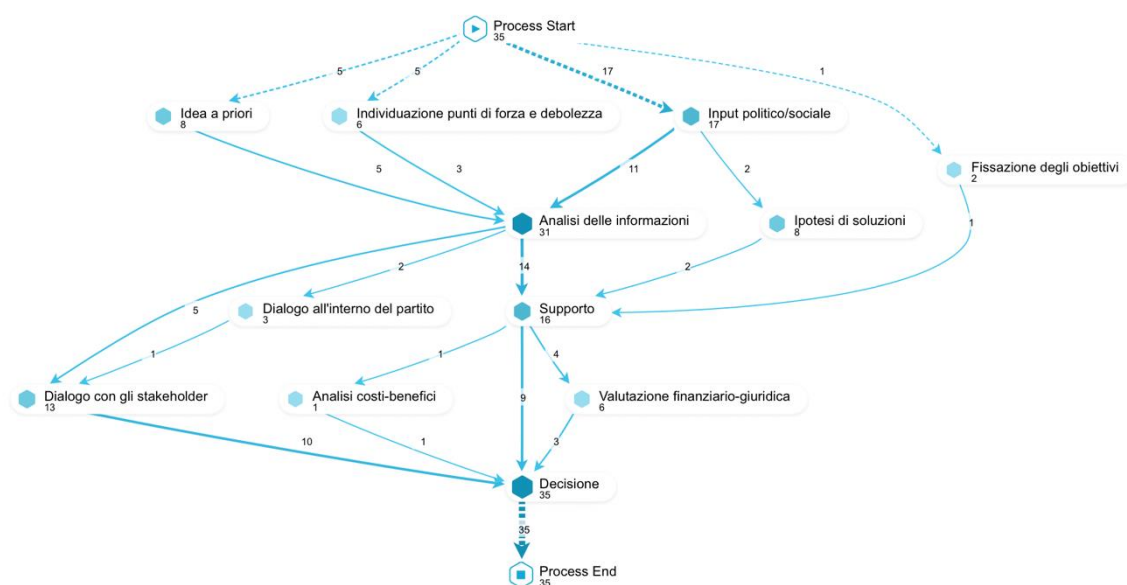 Process Start
35
5
5
17
1
Idea a priori
8
Individuazione punti di forza e debolezza
6
Input politico/sociale
17
Fissazione degli obiettivi
2
5
3
11
2
Analisi delle informazioni
31
Ipotesi di soluzioni
8
1
2
14
2
5
Dialogo all'interno del partito
3
Supporto
16
1
1
4
Dialogo con gli stakeholder
13
Analisi costi-benefici
1
9
Valutazione finanziario-giuridica
6
10
1
3
Decisione
35
35
Process End
35